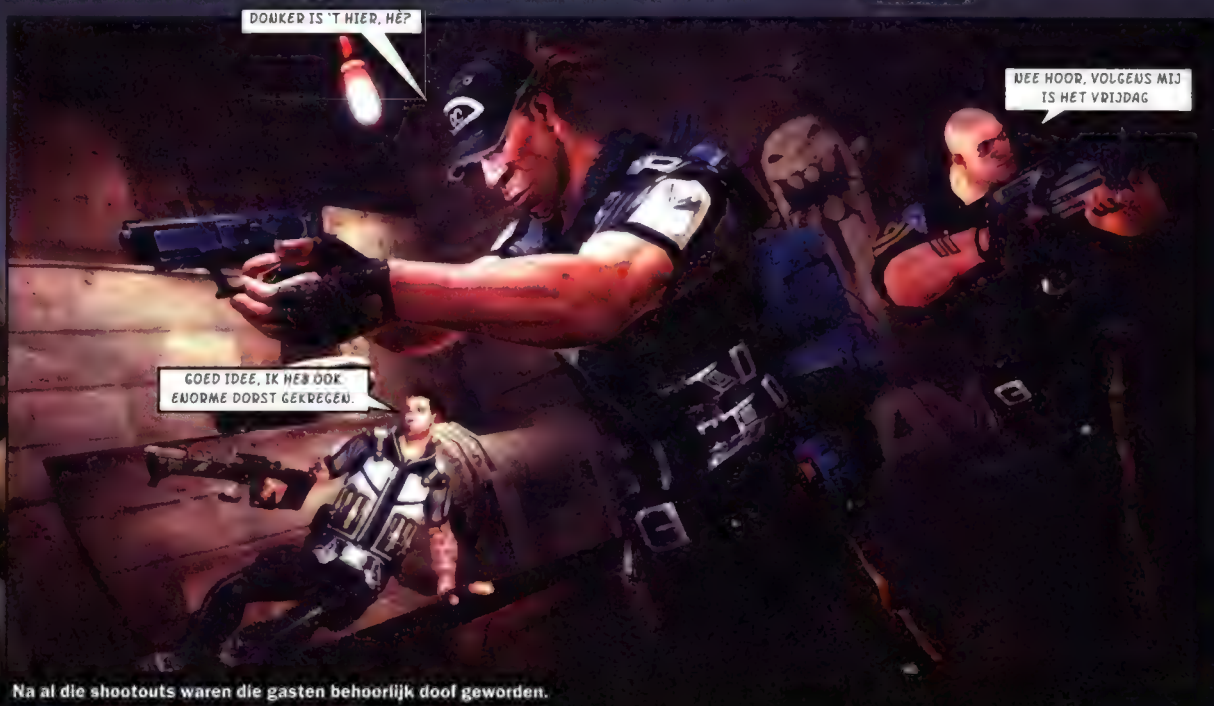 DONKER IS 'T HIER, HÈ?
NEE HOOR, VOLGENS MIJ
IS HET VRIJDAG
GOED IDEE, IK HEB OOK
ENORME DORST GEKREGEN.
Na al die shootouts waren die gasten behoorlijk doof geworden.